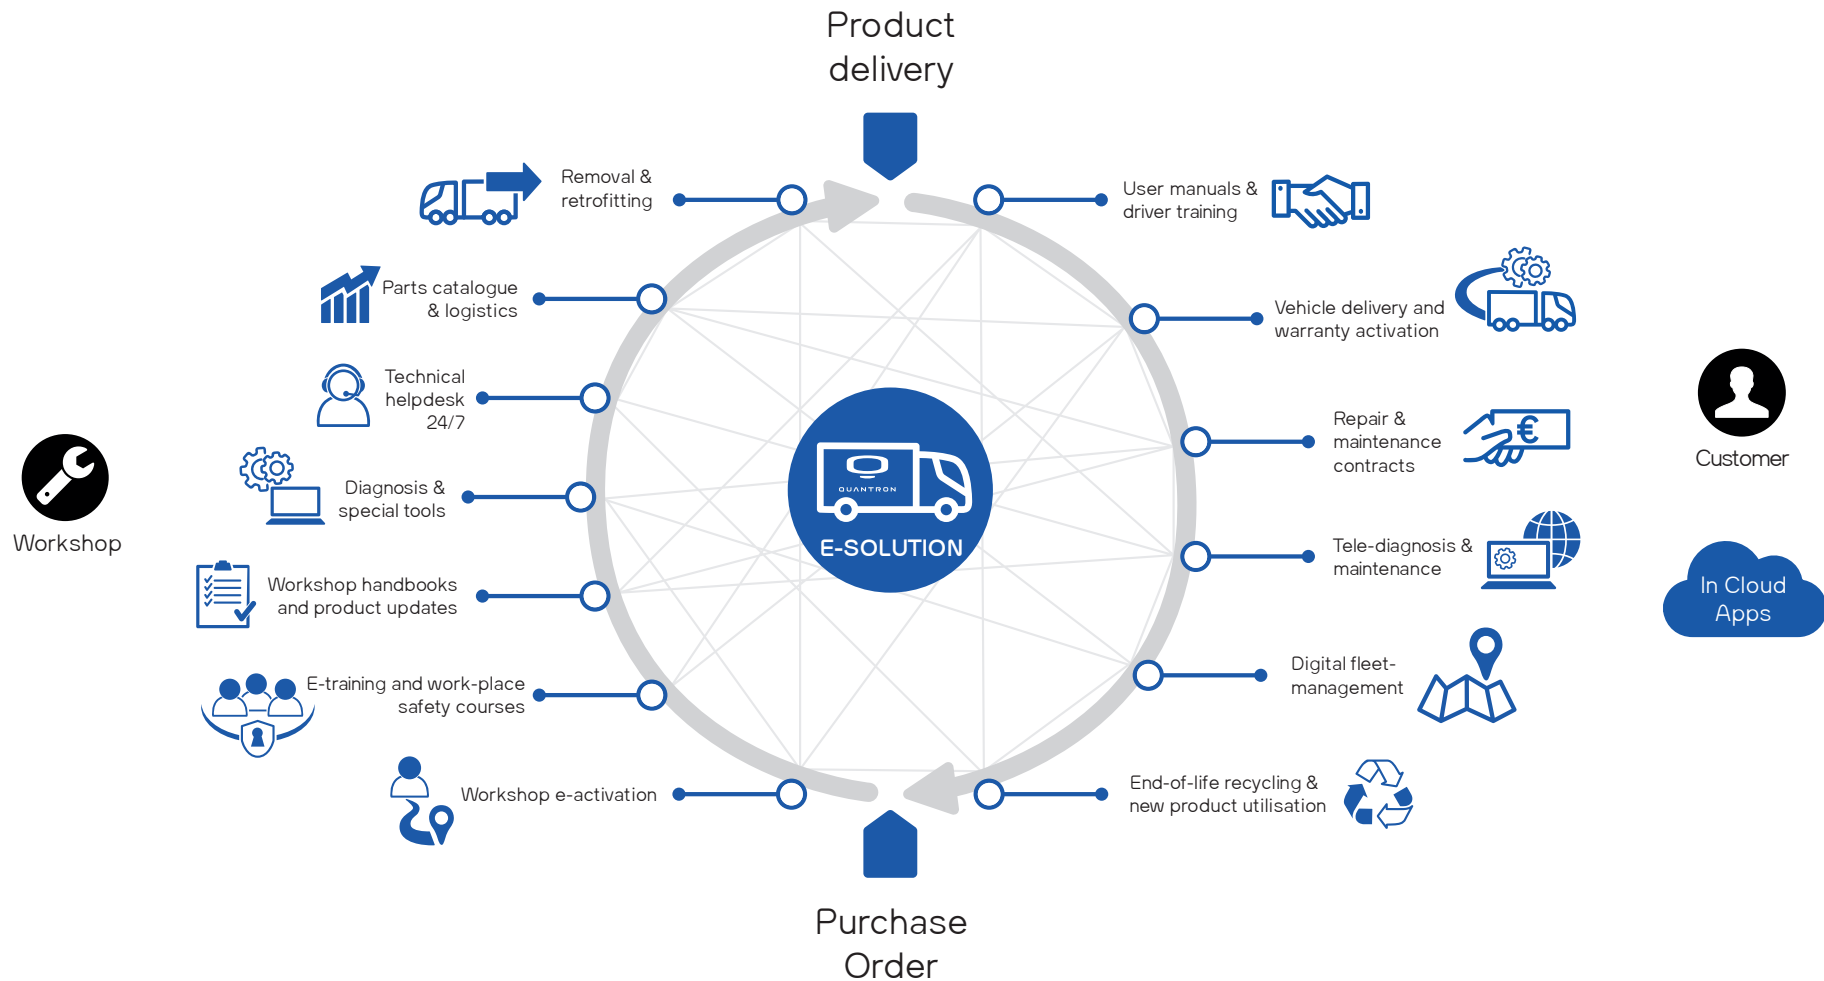 Product
delivery
Removal &
retrofitting
User manuals &
driver training
Parts catalogue
& logistics
Vehicle delivery and
warranty activation
Technical
helpdesk
24/7
Repair &
maintenance
contracts
Customer
Diagnosis &
special tools
Workshop
QUANTRON
E-SOLUTION
Tele-diagnosis &
maintenance
In Cloud
Apps
Workshop handbooks
and product updates
Digital fleet-
management
E-training and work-place
safety courses
Workshop e-activation
End-of-life recycling &
new product utilisation
€
Purchase
Order